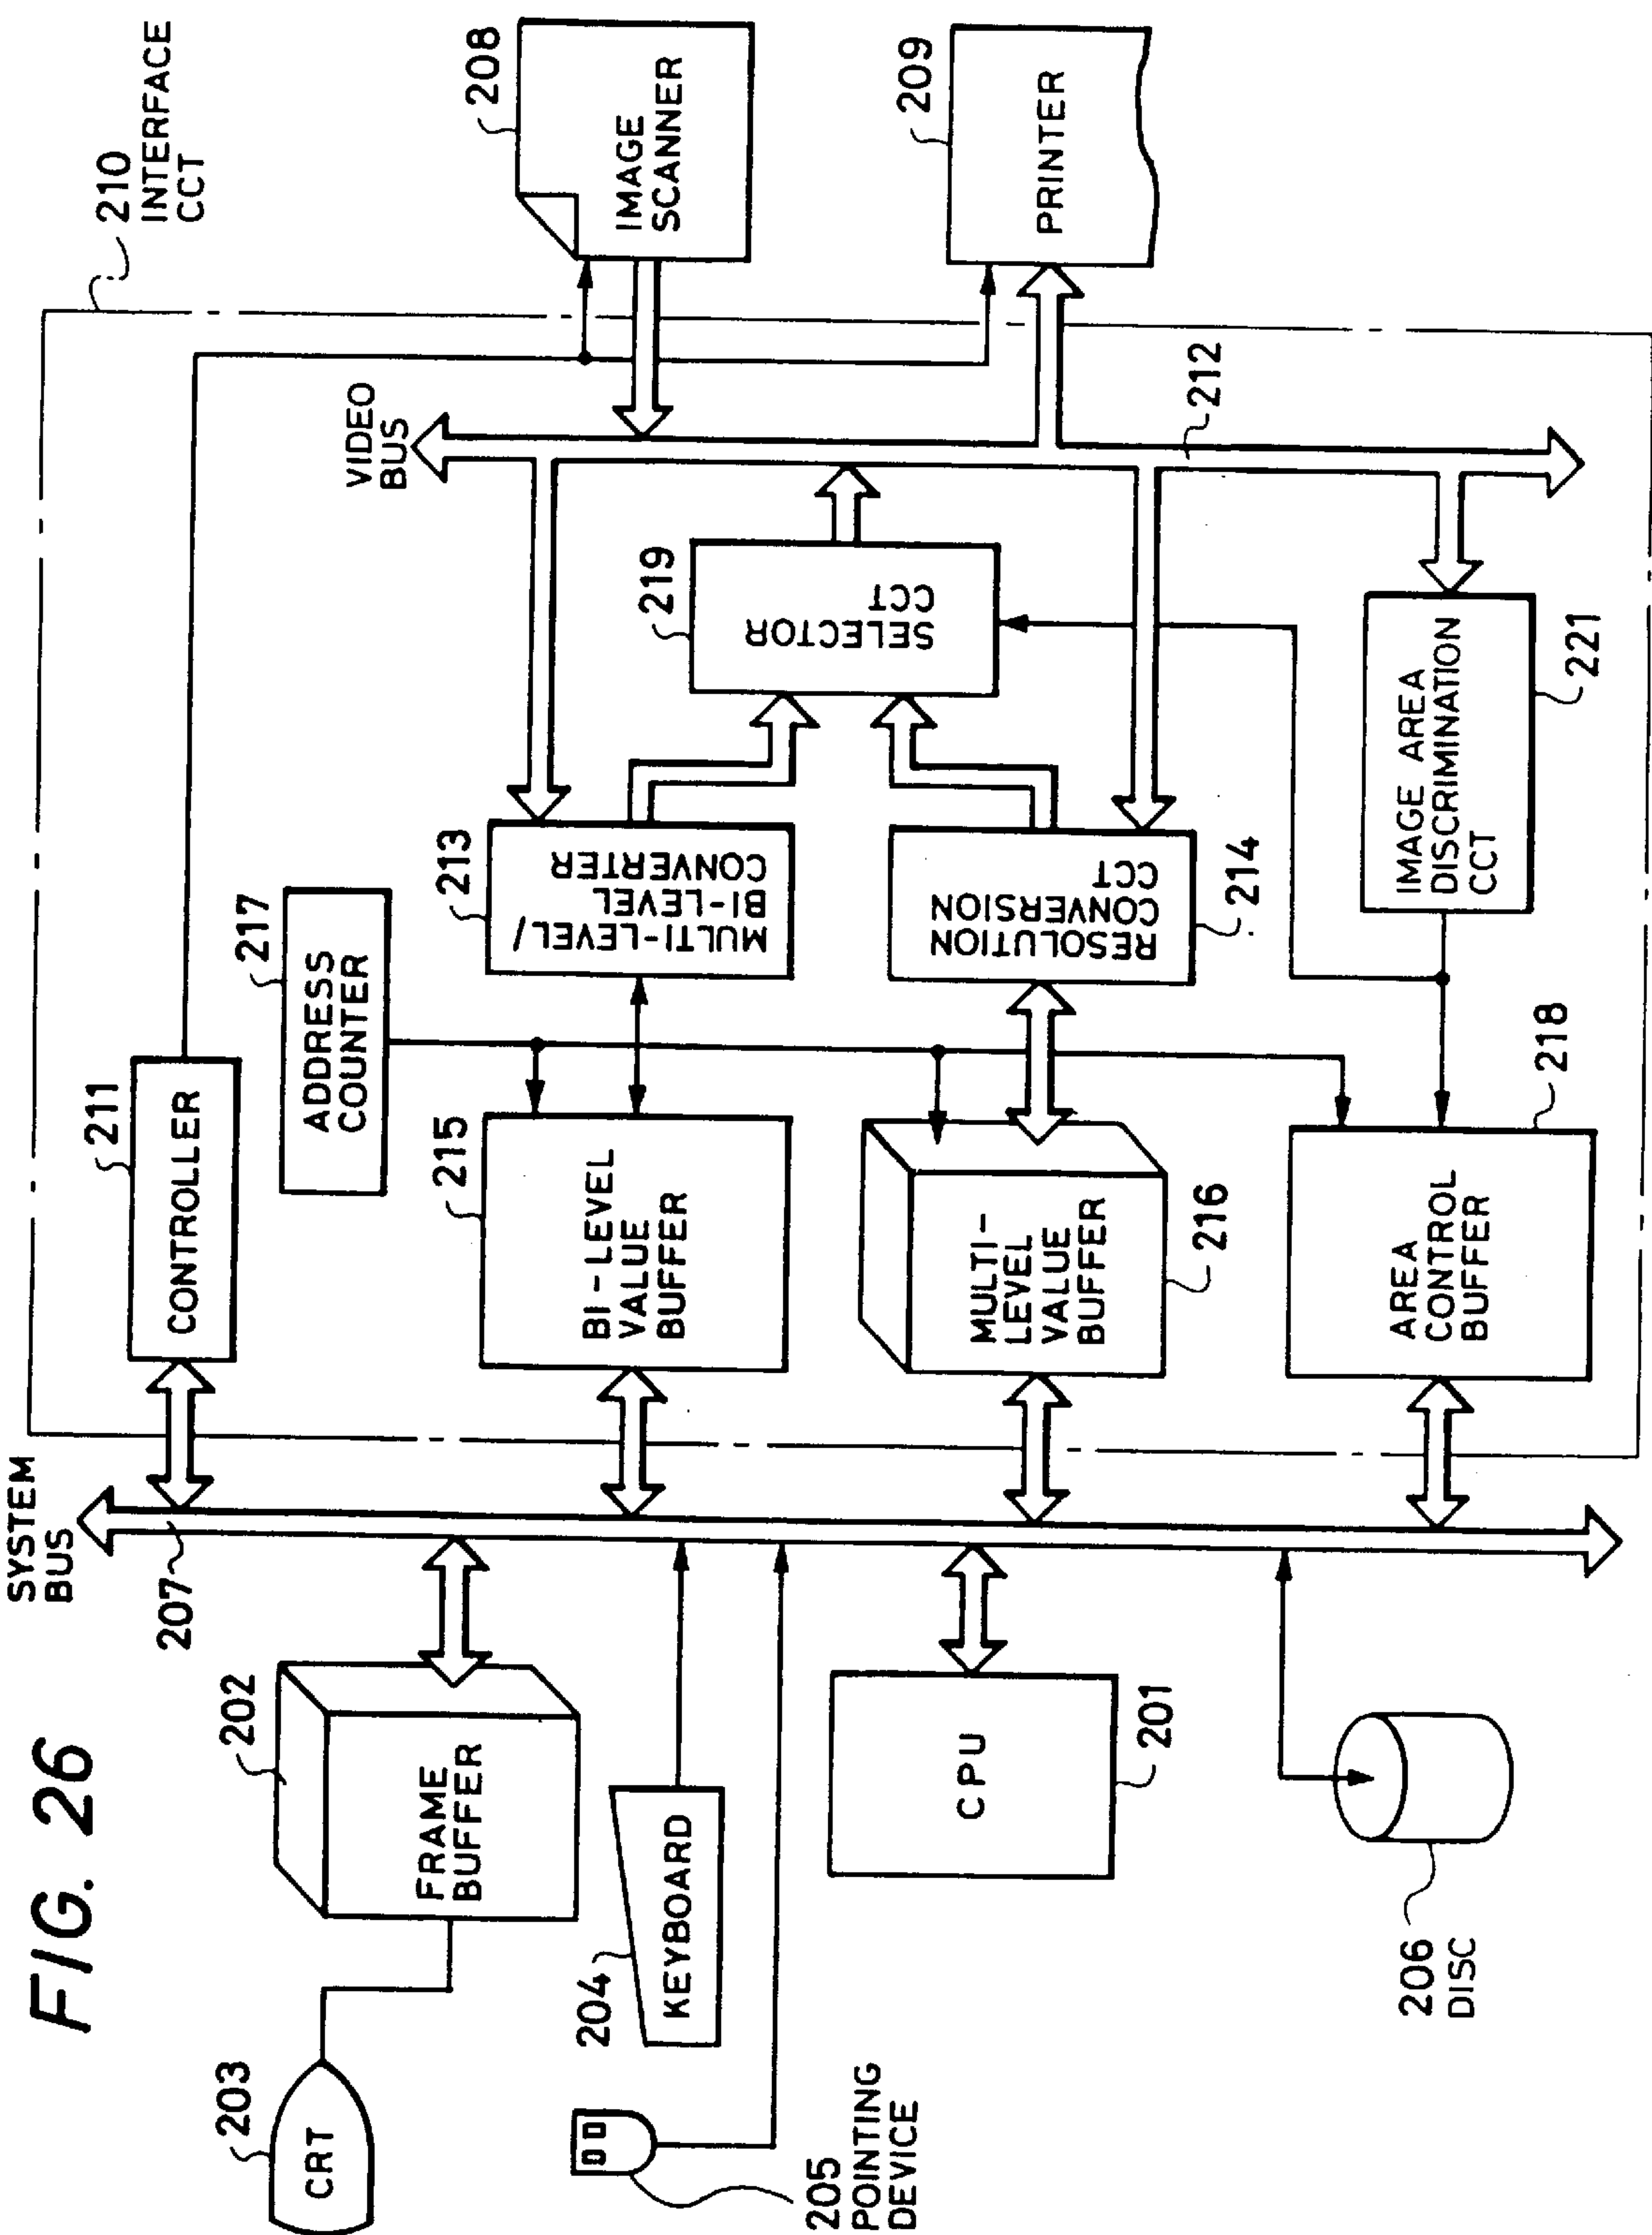 FIG. 26
203
CRT
202
FRAME
BUFFER
204
KEYBOARD
205
POINTING
DEVICE
CPU
201
206
DISC
SYSTEM
BUS
207
210
INTERFACE
CCT
211
CONTROLLER
217
ADDRESS
COUNTER
215
BI-LEVEL
VALUE
BUFFER
MULTI-
LEVEL
VALUE
BUFFER
216
AREA
CONTROL
BUFFER
218
213
MULTI-LEVEL/
BI-LEVEL
CONVERTER
RESOLUTION
CONVERSION
CCT
214
219
SELECTOR
CCT
IMAGE AREA
DISCRIMINATION
CCT
221
VIDEO
BUS
212
208
IMAGE
SCANNER
209
PRINTER